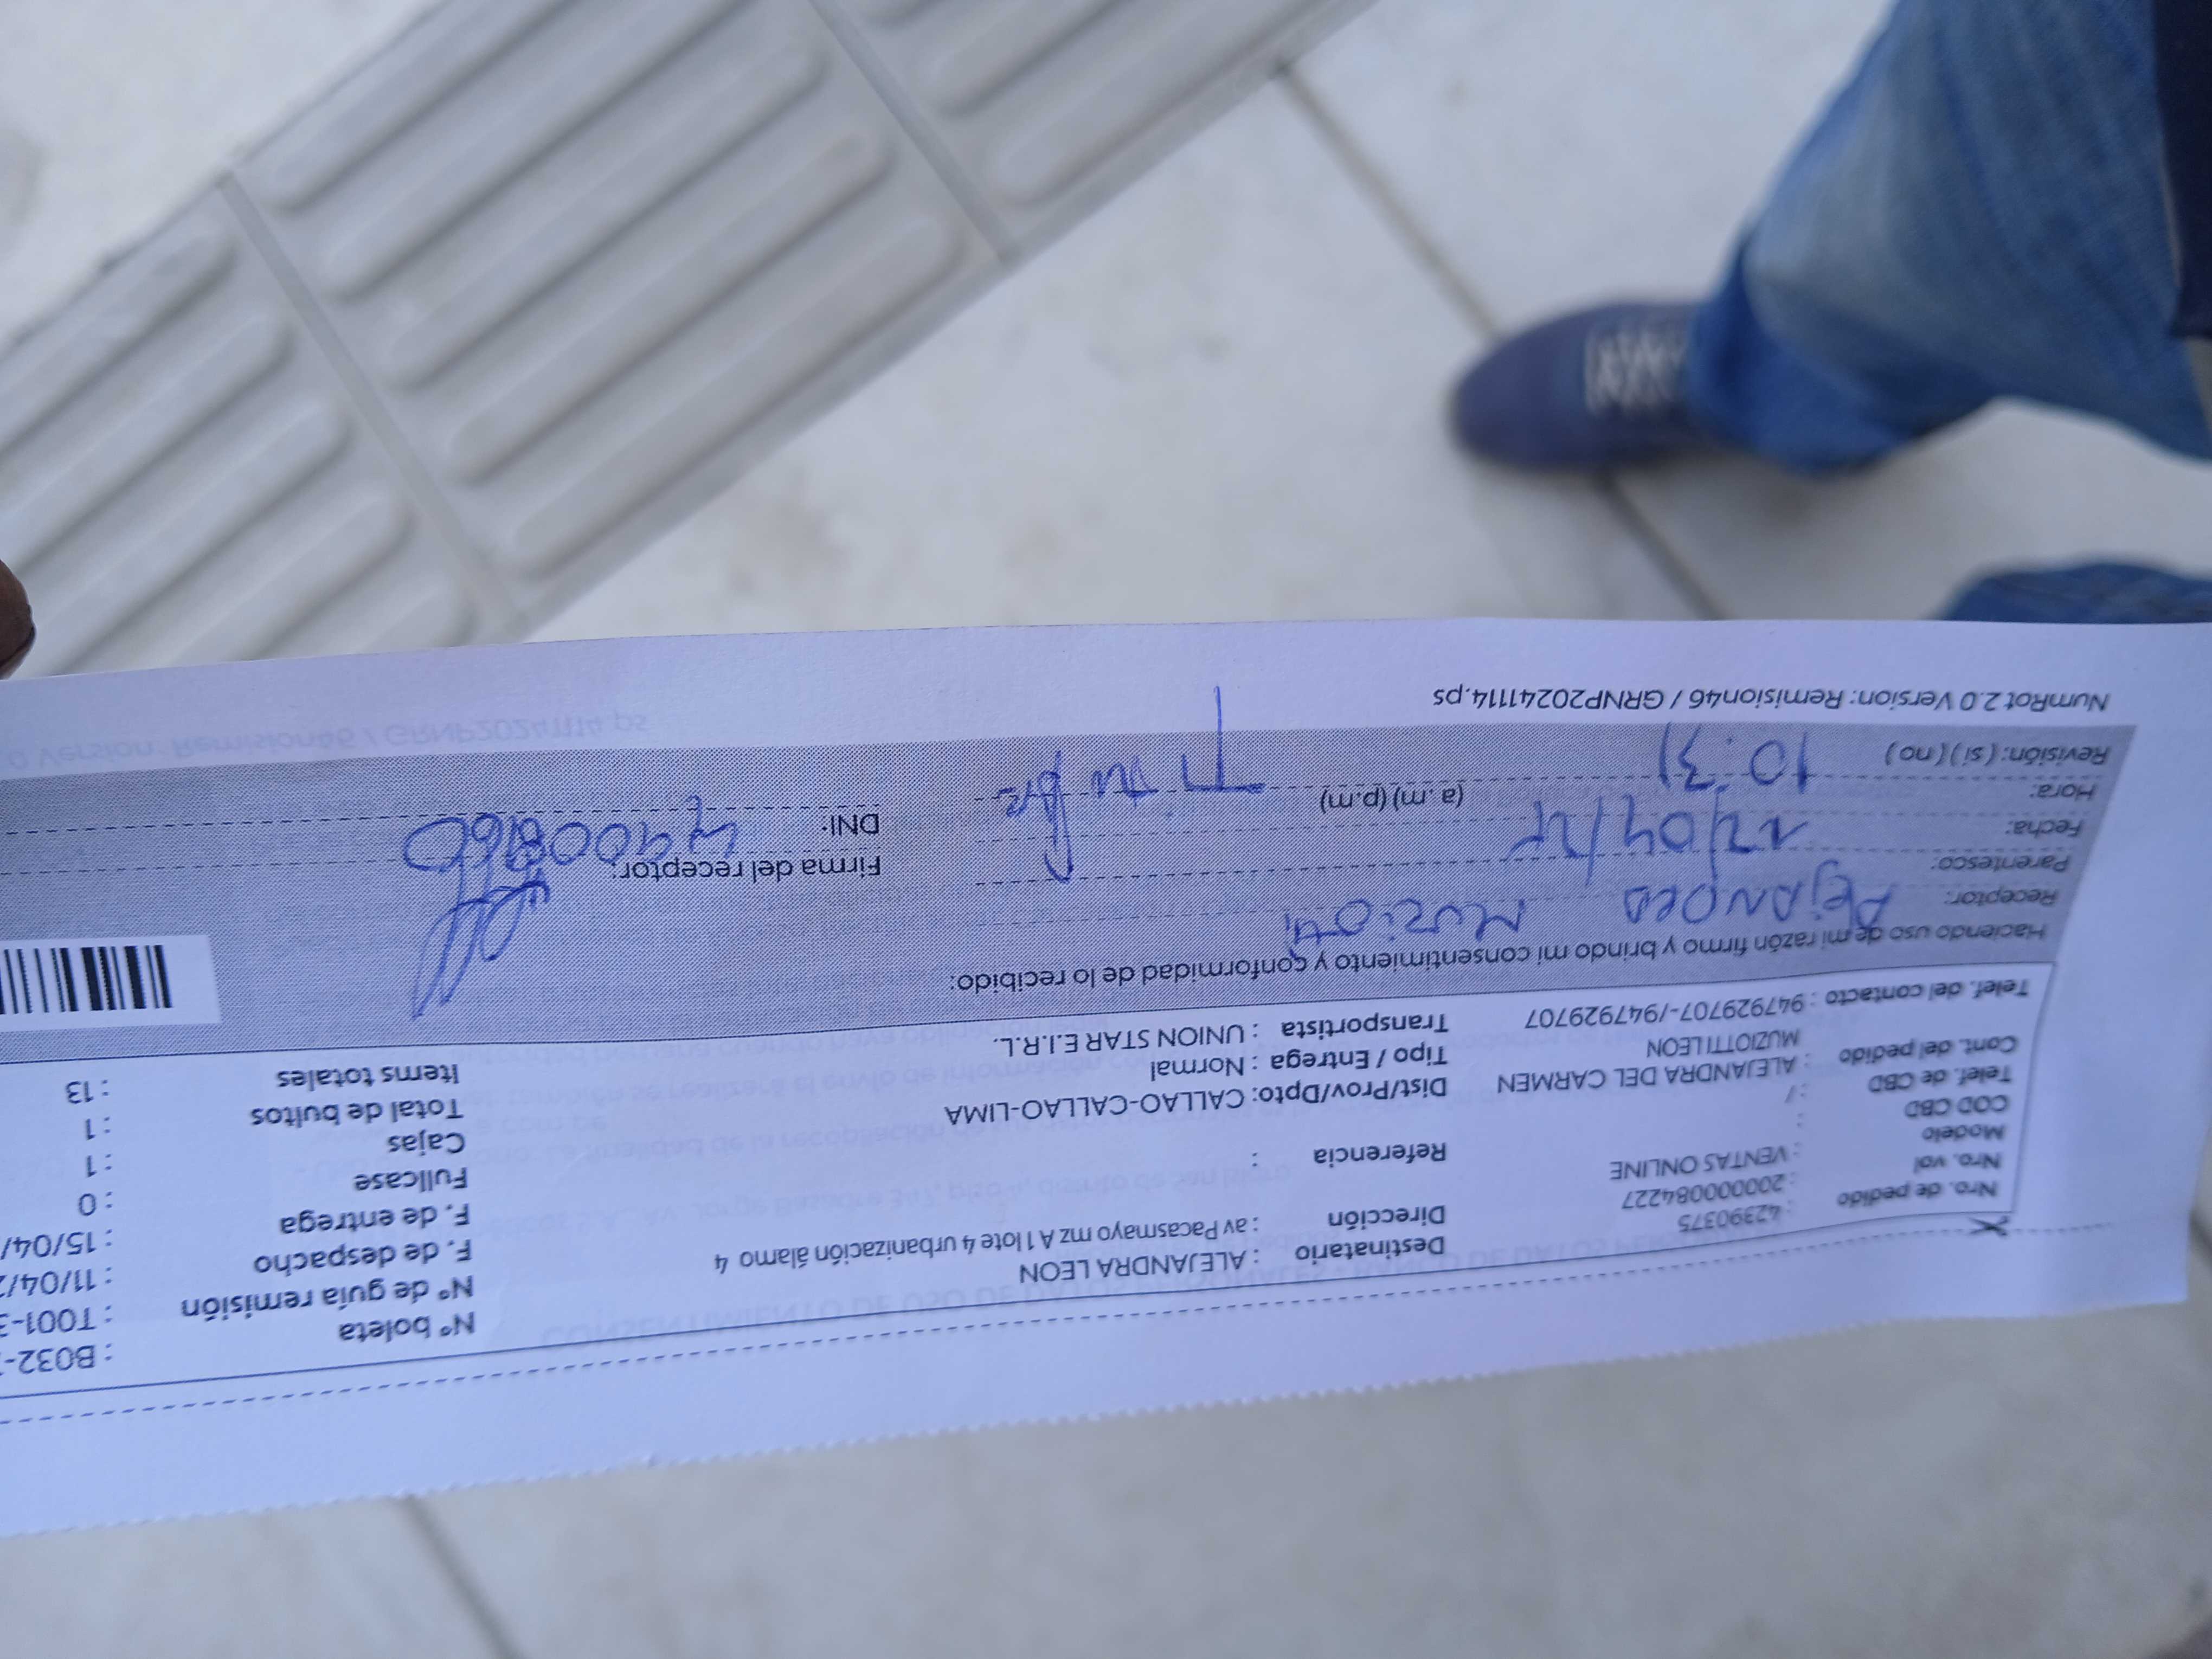 Nro. de pedido : 42390375
Nro. vol : 20000084227
Modelo : VENTAS ONLINE
COD CBD :
Telef. de CBD : /
Cont. del pedido : ALEJANDRA DEL CARMEN
MUZIOTTI LEON
Telef. del contacto : 947929707-/947929707
Destinatario : ALEJANDRA LEON
Dirección : av Pacasmayo mz A 1 lote 4 urbanización álamo 4
Referencia :
Dist/Prov/Dpto: CALLAO-CALLAO-LIMA
Tipo / Entrega : Normal
Transportista : UNION STAR E.I.R.L.
N° boleta : B032-
N° de guía remisión : T001-3
F. de despacho : 11/04/2
F. de entrega : 15/04/
Fullcase : 0
Cajas : 1
Total de bultos : 1
Items totales : 13
Haciendo uso de mi razón firmo y brindo mi consentimiento y conformidad de lo recibido:
Receptor: Alejandra Muziotti
Parentesco:
Fecha: 12/04/25
Hora: 10:31 (a.m) (p.m)
Revisión: ( sí ) ( no )
Firma del receptor:
DNI:
NumRot 2.0 Version: Remision46 / GRNP20241114.ps